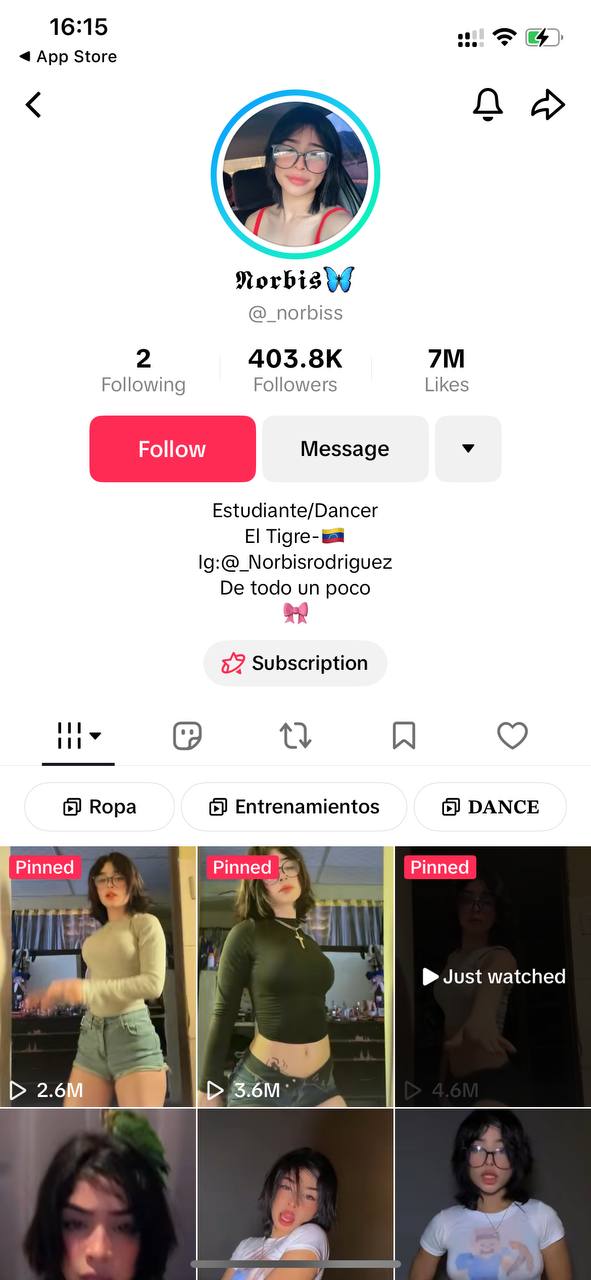 16:15
◀ App Store
𝕹𝖔𝖗𝖇𝖎𝖘🦋
@_norbiss
2 403.8K 7M
Following Followers Likes
Follow Message
Estudiante/Dancer
El Tigre-🇻🇪
Ig:@_Norbisrodriguez
De todo un poco
🎀
Subscription
Ropa Entrenamientos 𝐃𝐀𝐍𝐂𝐄
Pinned Pinned Pinned
Just watched
2.6M 3.6M 4.6M